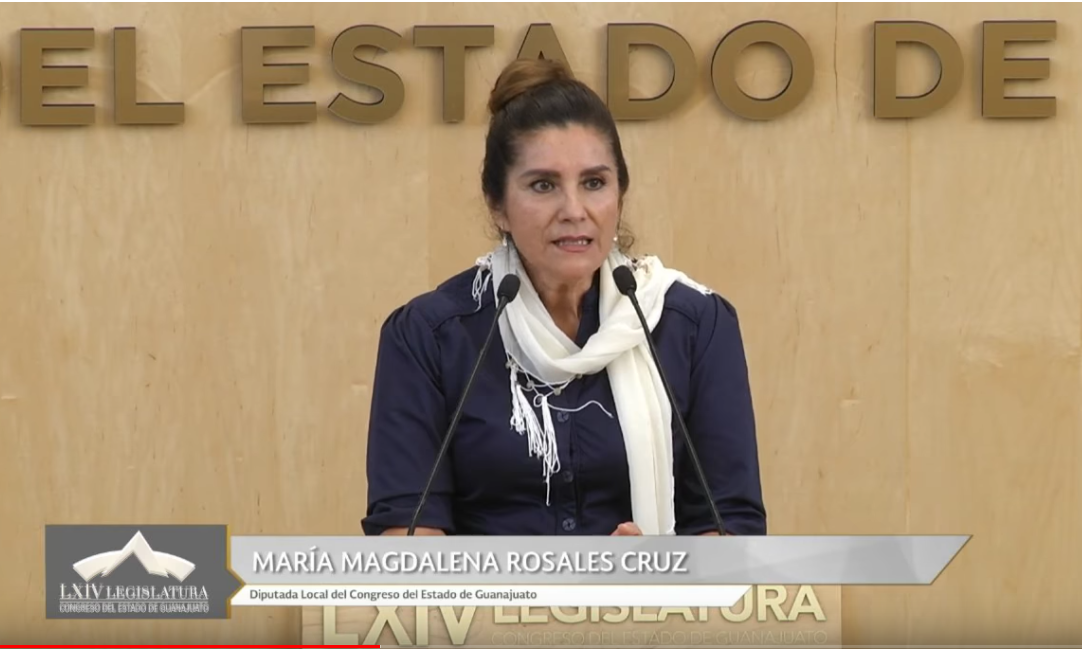 EL ESTADO DE
MARÍA MAGDALENA ROSALES CRUZ
Diputada Local del Congreso del Estado de Guanajuato
LXIV LEGISLATURA
CONGRESO DEL ESTADO DE GUANAJUATO
LXIV LEGISLATURA
CONGRESO DEL ESTADO DE GUANAJUATO